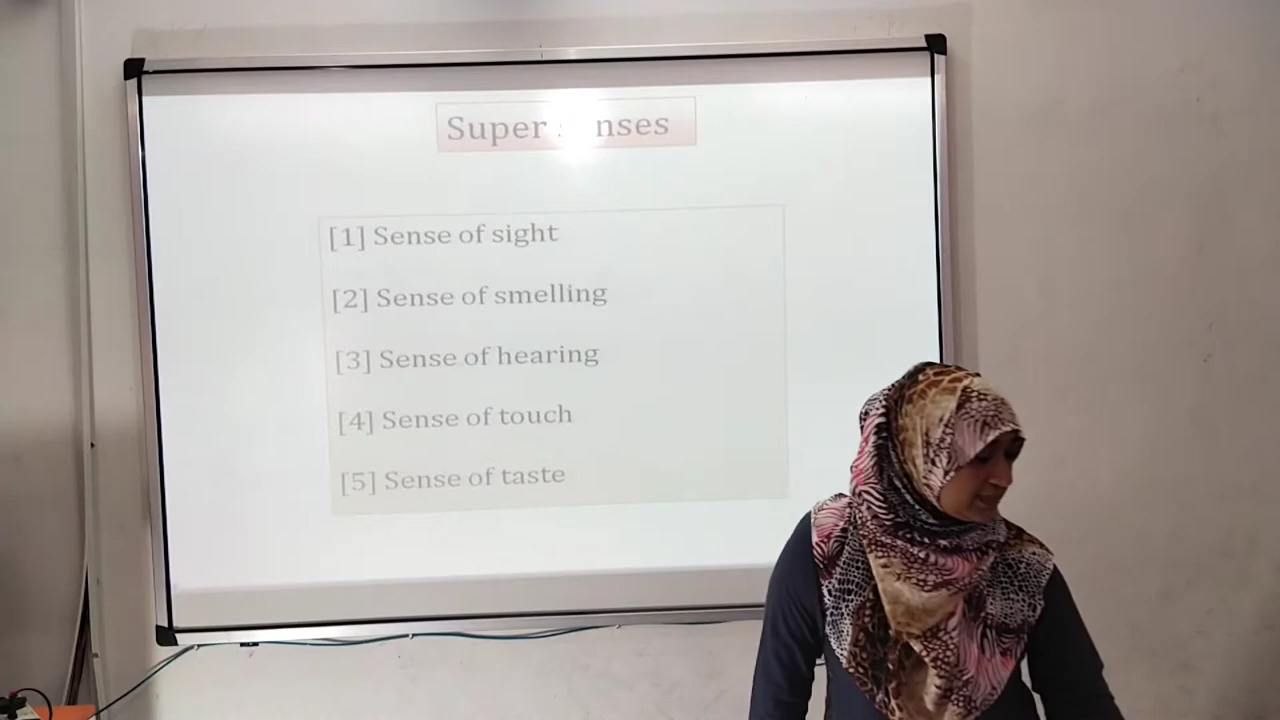 Super nses
[1] Sense of sight
[2] Sense of smelling
[3] Sense of hearing
[4] Sense of touch
[5] Sense of taste